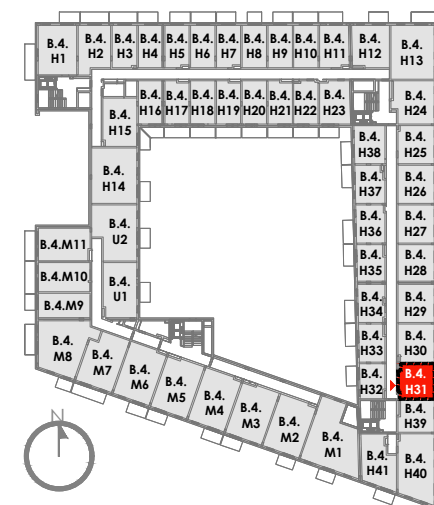 B.4. H1
B.4. H2
B.4. H3
B.4. H4
B.4. H5
B.4. H6
B.4. H7
B.4. H8
B.4. H9
B.4. H10
B.4. H11
B.4. H12
B.4. H13
B.4. H15
B.4. H16
B.4. H17
B.4. H18
B.4. H19
B.4. H20
B.4. H21
B.4. H22
B.4. H23
B.4. H24
B.4. H38
B.4. H25
B.4. H14
B.4. H37
B.4. H26
B.4. U2
B.4. H36
B.4. H27
B.4.M11
B.4. H35
B.4. H28
B.4.M10
B.4. U1
B.4. H34
B.4. H29
B.4.M9
B.4. M8
B.4. M7
B.4. M6
B.4. M5
B.4. M4
B.4. M3
B.4. M2
B.4. M1
B.4. H33
B.4. H30
B.4. H32
B.4. H31
B.4. H39
B.4. H41
B.4. H40
N